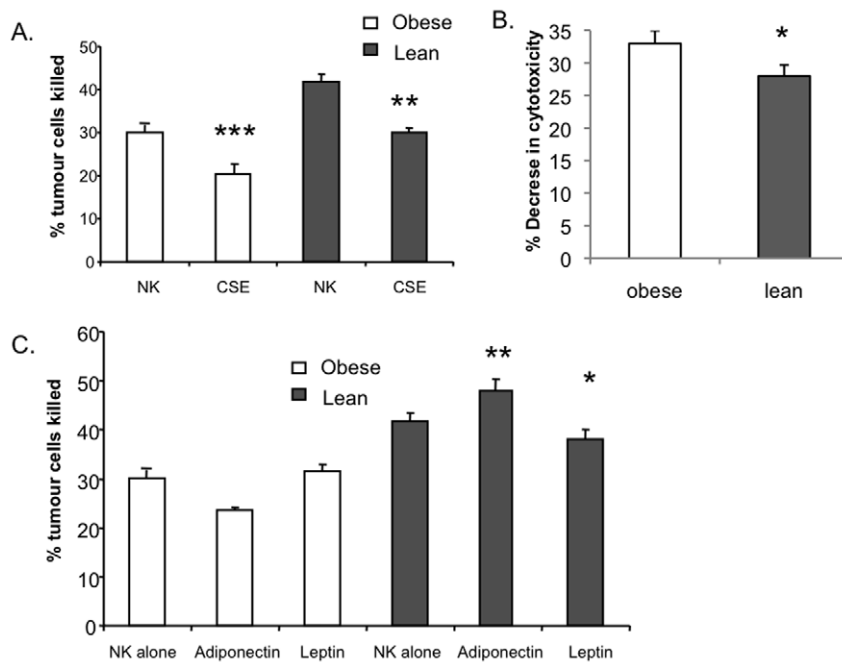 A.
Obese
Lean
% tumour cells killed
50
40
30
20
10
0
***
**
NK CSE NK CSE
B.
% Decrese in cytotoxicity
35
30
25
20
15
10
5
0
*
obese lean
C.
Obese
Lean
% tumour cells killed
60
50
40
30
20
10
0
**
*
NK alone Adiponectin Leptin NK alone Adiponectin Leptin